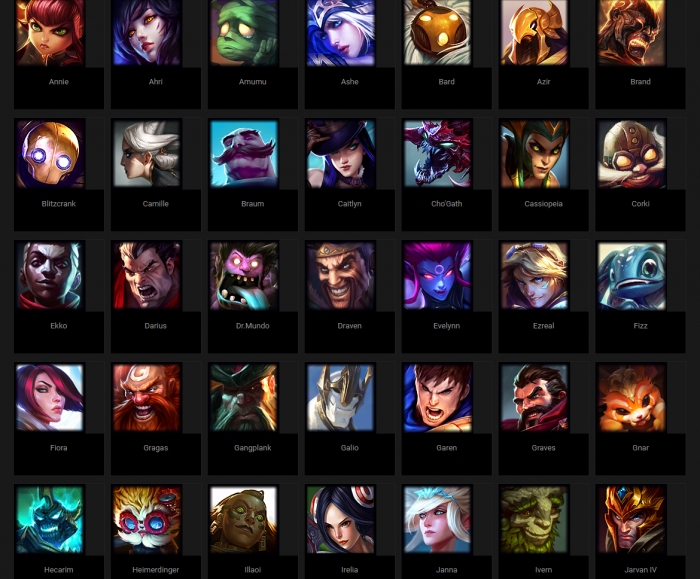 Annie Ahri Amumu Ashe Bard Azir Brand
Blitzcrank Camille Braum Caitlyn Cho'Gath Cassiopeia Corki
Ekko Darius Dr.Mundo Draven Evelynn Ezreal Fizz
Fiora Gragas Gangplank Galio Garen Graves Gnar
Hecarim Heimerdinger Illaoi Irelia Janna Ivern Jarvan IV